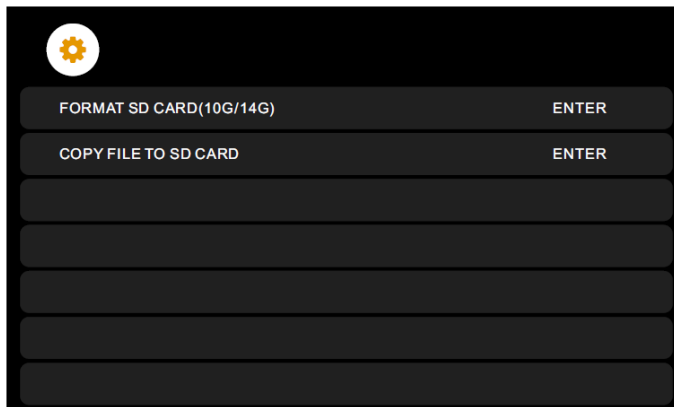 FORMAT SD CARD(10G/14G) ENTER
COPY FILE TO SD CARD ENTER